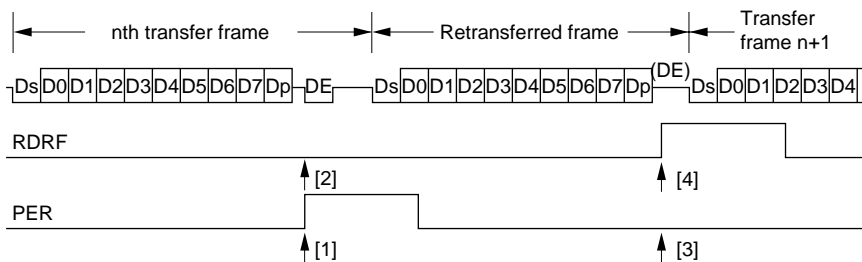 nth transfer frame
Retransferred frame
Transfer
frame n+1
Ds D0 D1 D2 D3 D4 D5 D6 D7 Dp DE Ds D0 D1 D2 D3 D4 D5 D6 D7 Dp (DE) Ds D0 D1 D2 D3 D4
RDRF
[2] [4]
PER
[1] [3]